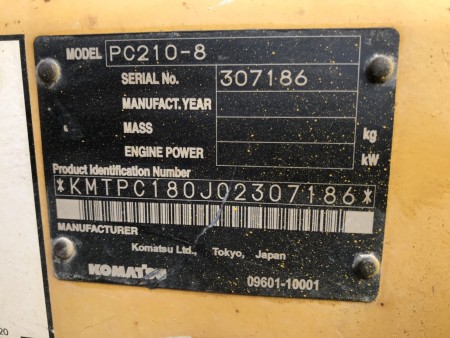 MODEL PC210-8
SERIAL No. 307186
MANUFACT.YEAR
MASS kg
ENGINE POWER kW
Product Identification Number
*KMTPC180J02307186*
MANUFACTURER
Komatsu Ltd., Tokyo, Japan
KOMATSU 09601-10001
20